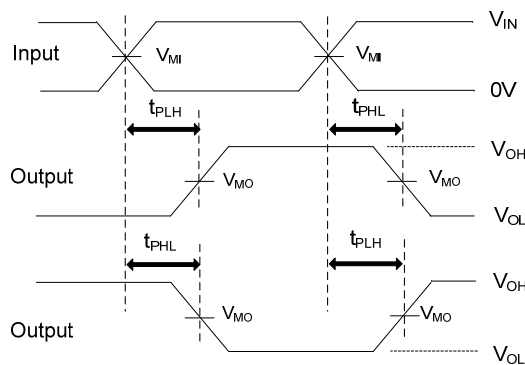 V_IN
Input V_MI V_MI
0V
t_PLH t_PHL
V_OH
Output V_MO V_MO
V_OL
t_PHL t_PLH
V_OH
Output V_MO V_MO
V_OL